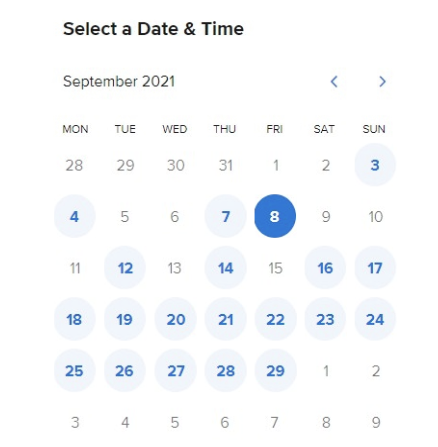 Select a Date & Time
September 2021
MON TUE WED THU FRI SAT SUN
28 29 30 31 1 2 3
4 5 6 7 8 9 10
11 12 13 14 15 16 17
18 19 20 21 22 23 24
25 26 27 28 29 1 2
3 4 5 6 7 8 9